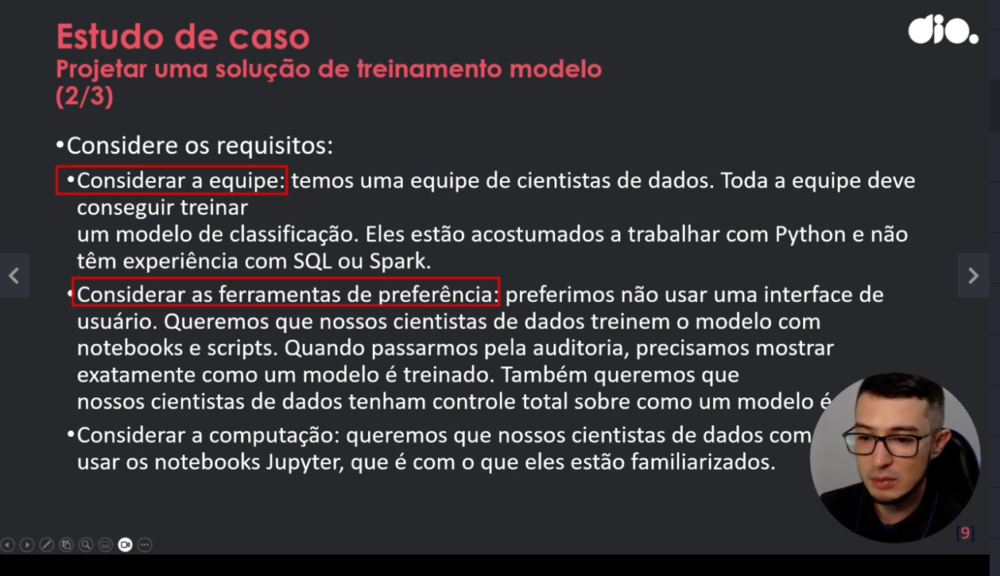 Estudo de caso
dio.
Projetar uma solução de treinamento modelo
(2/3)
•Considere os requisitos:
•Considerar a equipe: temos uma equipe de cientistas de dados. Toda a equipe deve
conseguir treinar
um modelo de classificação. Eles estão acostumados a trabalhar com Python e não
têm experiência com SQL ou Spark.
•Considerar as ferramentas de preferência: preferimos não usar uma interface de
usuário. Queremos que nossos cientistas de dados treinem o modelo com
notebooks e scripts. Quando passarmos pela auditoria, precisamos mostrar
exatamente como um modelo é treinado. Também queremos que
nossos cientistas de dados tenham controle total sobre como um modelo é
•Considerar a computação: queremos que nossos cientistas de dados com
usar os notebooks Jupyter, que é com o que eles estão familiarizados.
[9]